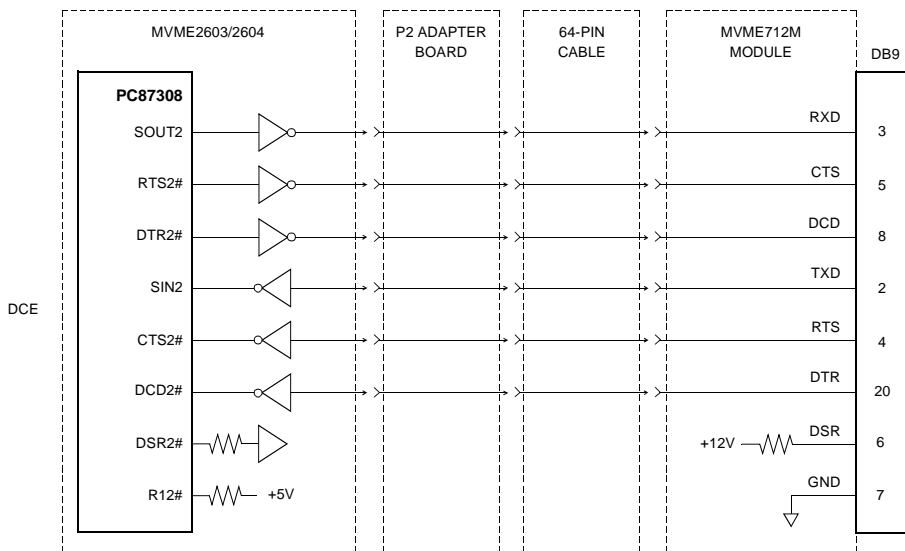 MVME2603/2604
P2 ADAPTER
BOARD
64-PIN
CABLE
MVME712M
MODULE
DB9
PC87308
SOUT2
RXD
3
RTS2#
CTS
5
DTR2#
DCD
8
SIN2
TXD
2
DCE
CTS2#
RTS
4
DCD2#
DTR
20
DSR2#
+12V
DSR
6
R12#
+5V
GND
7